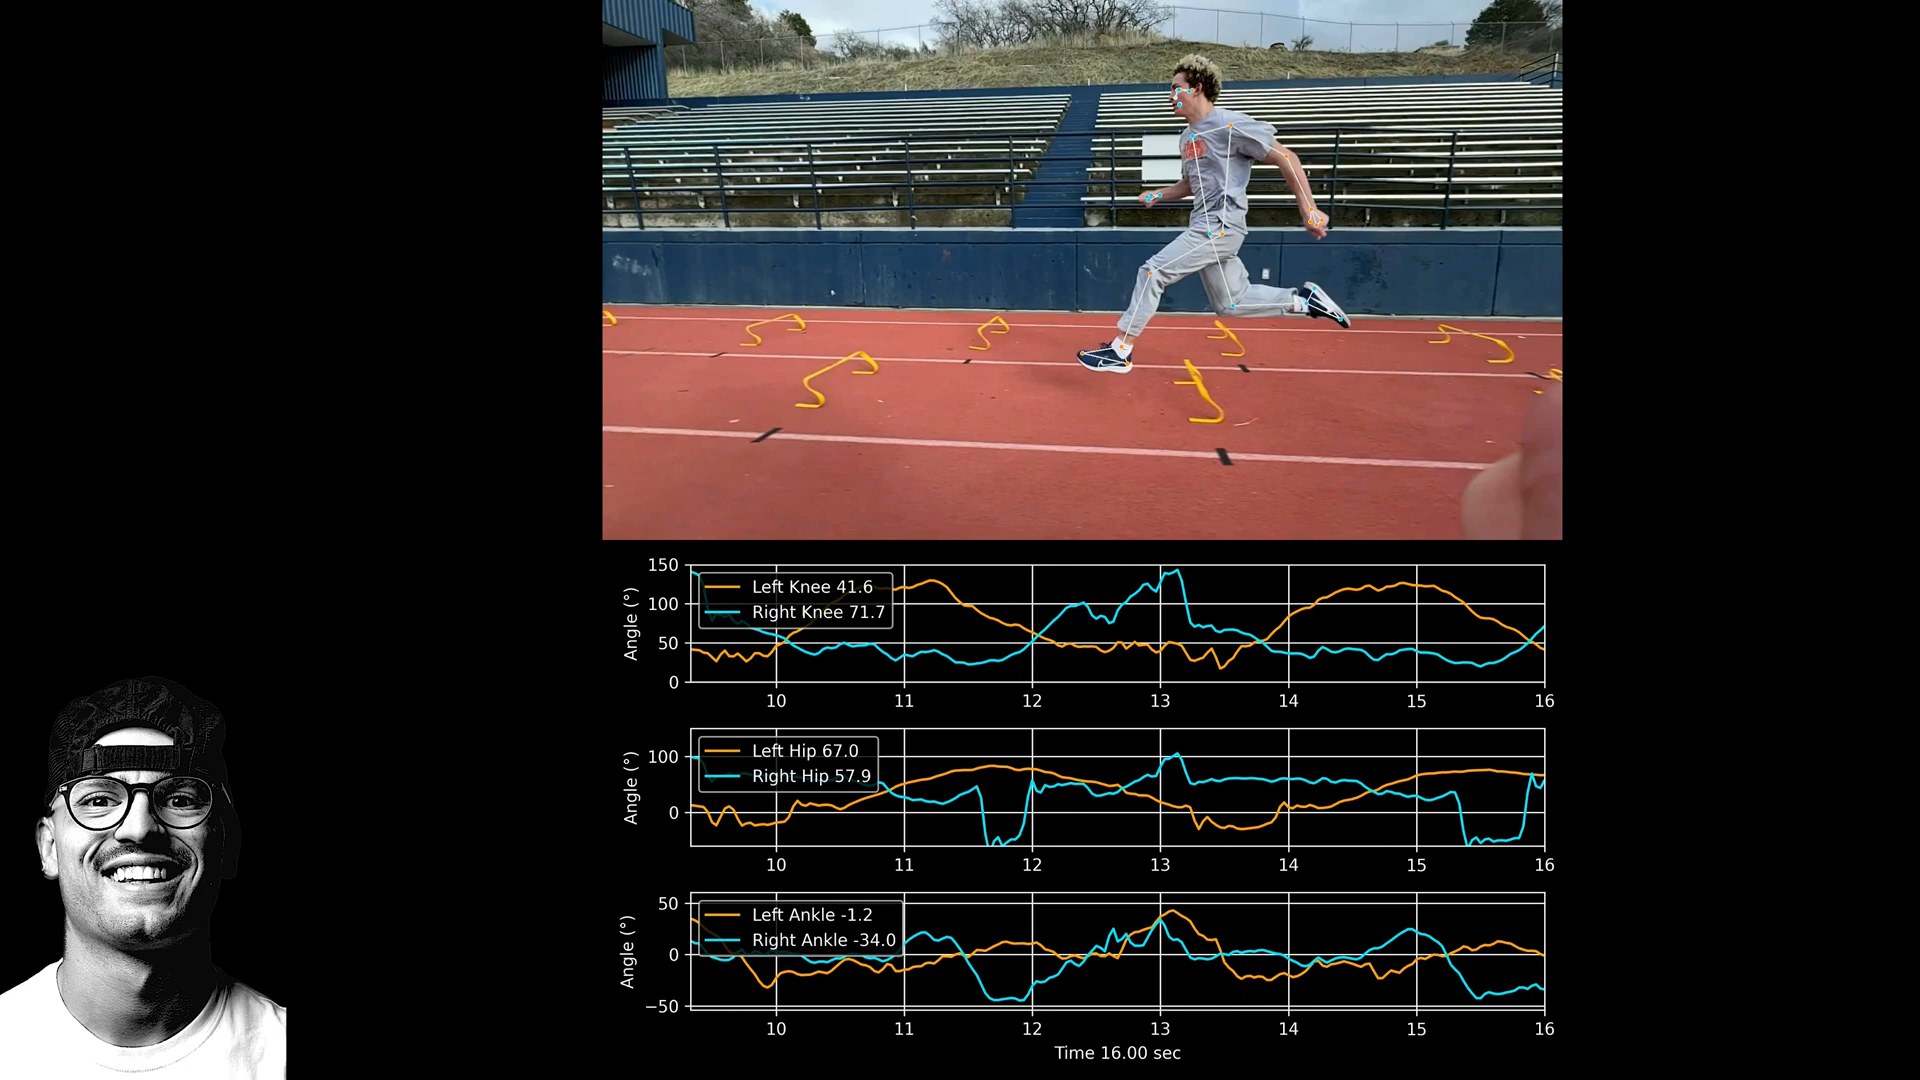 150
100
50
0
Angle (°)
Left Knee 41.6
Right Knee 71.7
10 11 12 13 14 15 16
100
0
Angle (°)
Left Hip 67.0
Right Hip 57.9
10 11 12 13 14 15 16
50
0
−50
Angle (°)
Left Ankle -1.2
Right Ankle -34.0
10 11 12 13 14 15 16
Time 16.00 sec